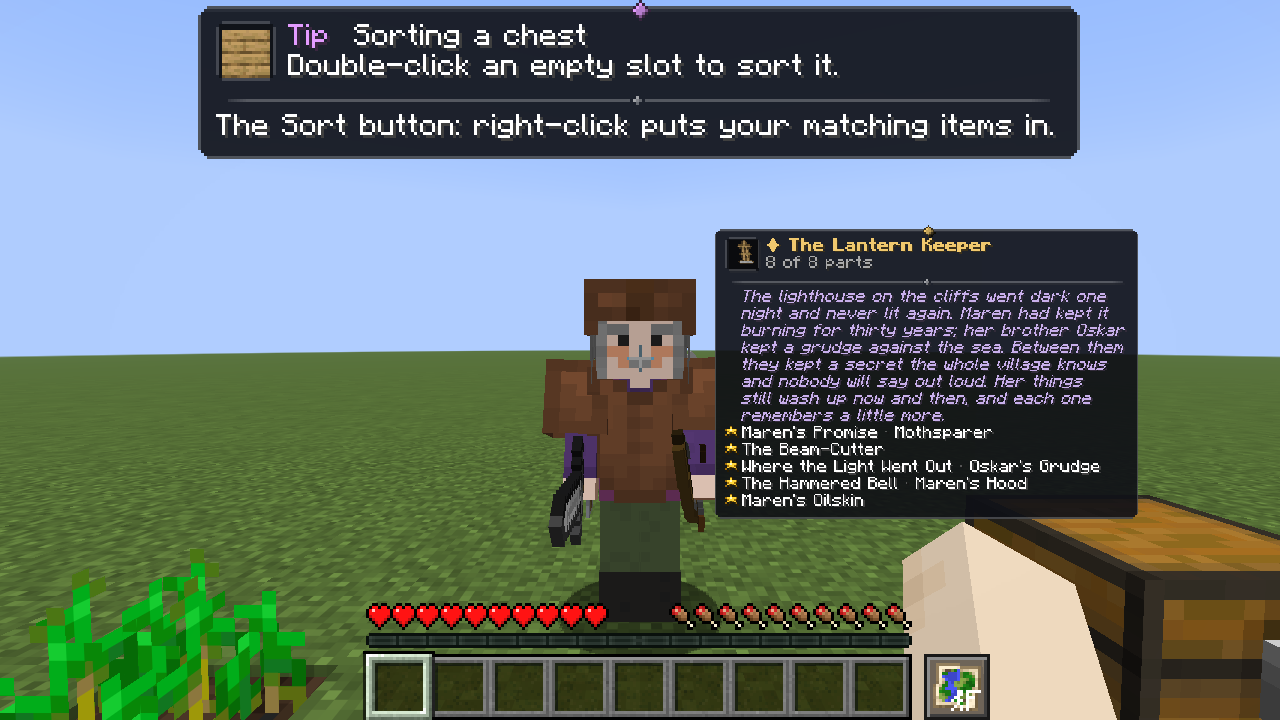 Tip Sorting a chest
Double-click an empty slot to sort it.
The Sort button: right-click puts your matching items in.
The Lantern Keeper
8 of 8 parts
The lighthouse on the cliffs went dark one
night and never lit again. Maren had kept it
burning for thirty years; her brother Oskar
kept a grudge against the sea. Between them
they kept a secret the whole village knows
and nobody will say out loud. Her things
still wash up now and then, and each one
remembers a little more.
Maren's Promise · Mothsparer
The Beam-Cutter
Where the Light Went Out · Oskar's Grudge
The Hammered Bell · Maren's Hood
Maren's Oilskin